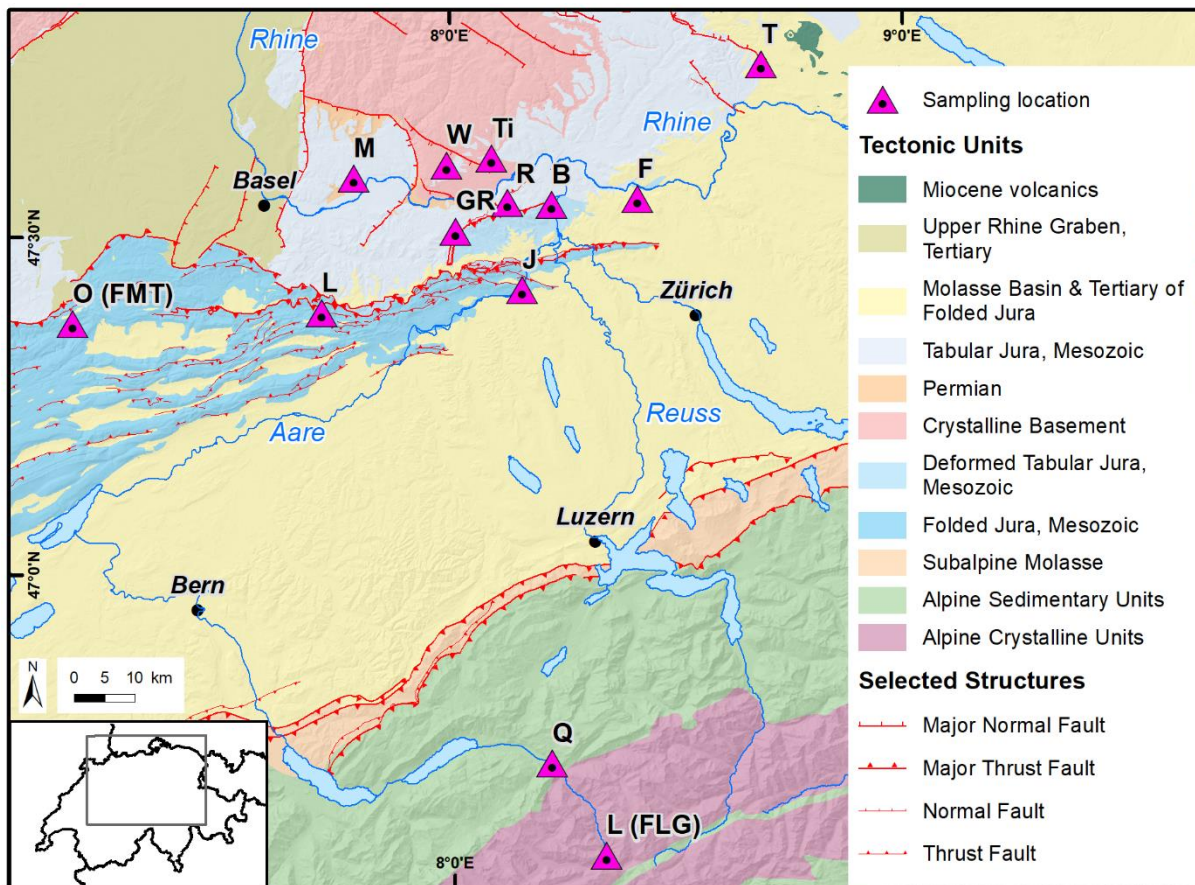 8°0'E
9°0'E
T
Rhine
Rhine
W
Ti
M
R
B
F
Basel
GR
47°30'N
J
O (FMT)
L
Zürich
Aare
Reuss
Luzern
47°0'N
Bern
N
0 5 10 km
Q
L (FLG)
8°0'E
Sampling location
Tectonic Units
Miocene volcanics
Upper Rhine Graben,
Tertiary
Molasse Basin & Tertiary of
Folded Jura
Tabular Jura, Mesozoic
Permian
Crystalline Basement
Deformed Tabular Jura,
Mesozoic
Folded Jura, Mesozoic
Subalpine Molasse
Alpine Sedimentary Units
Alpine Crystalline Units
Selected Structures
Major Normal Fault
Major Thrust Fault
Normal Fault
Thrust Fault